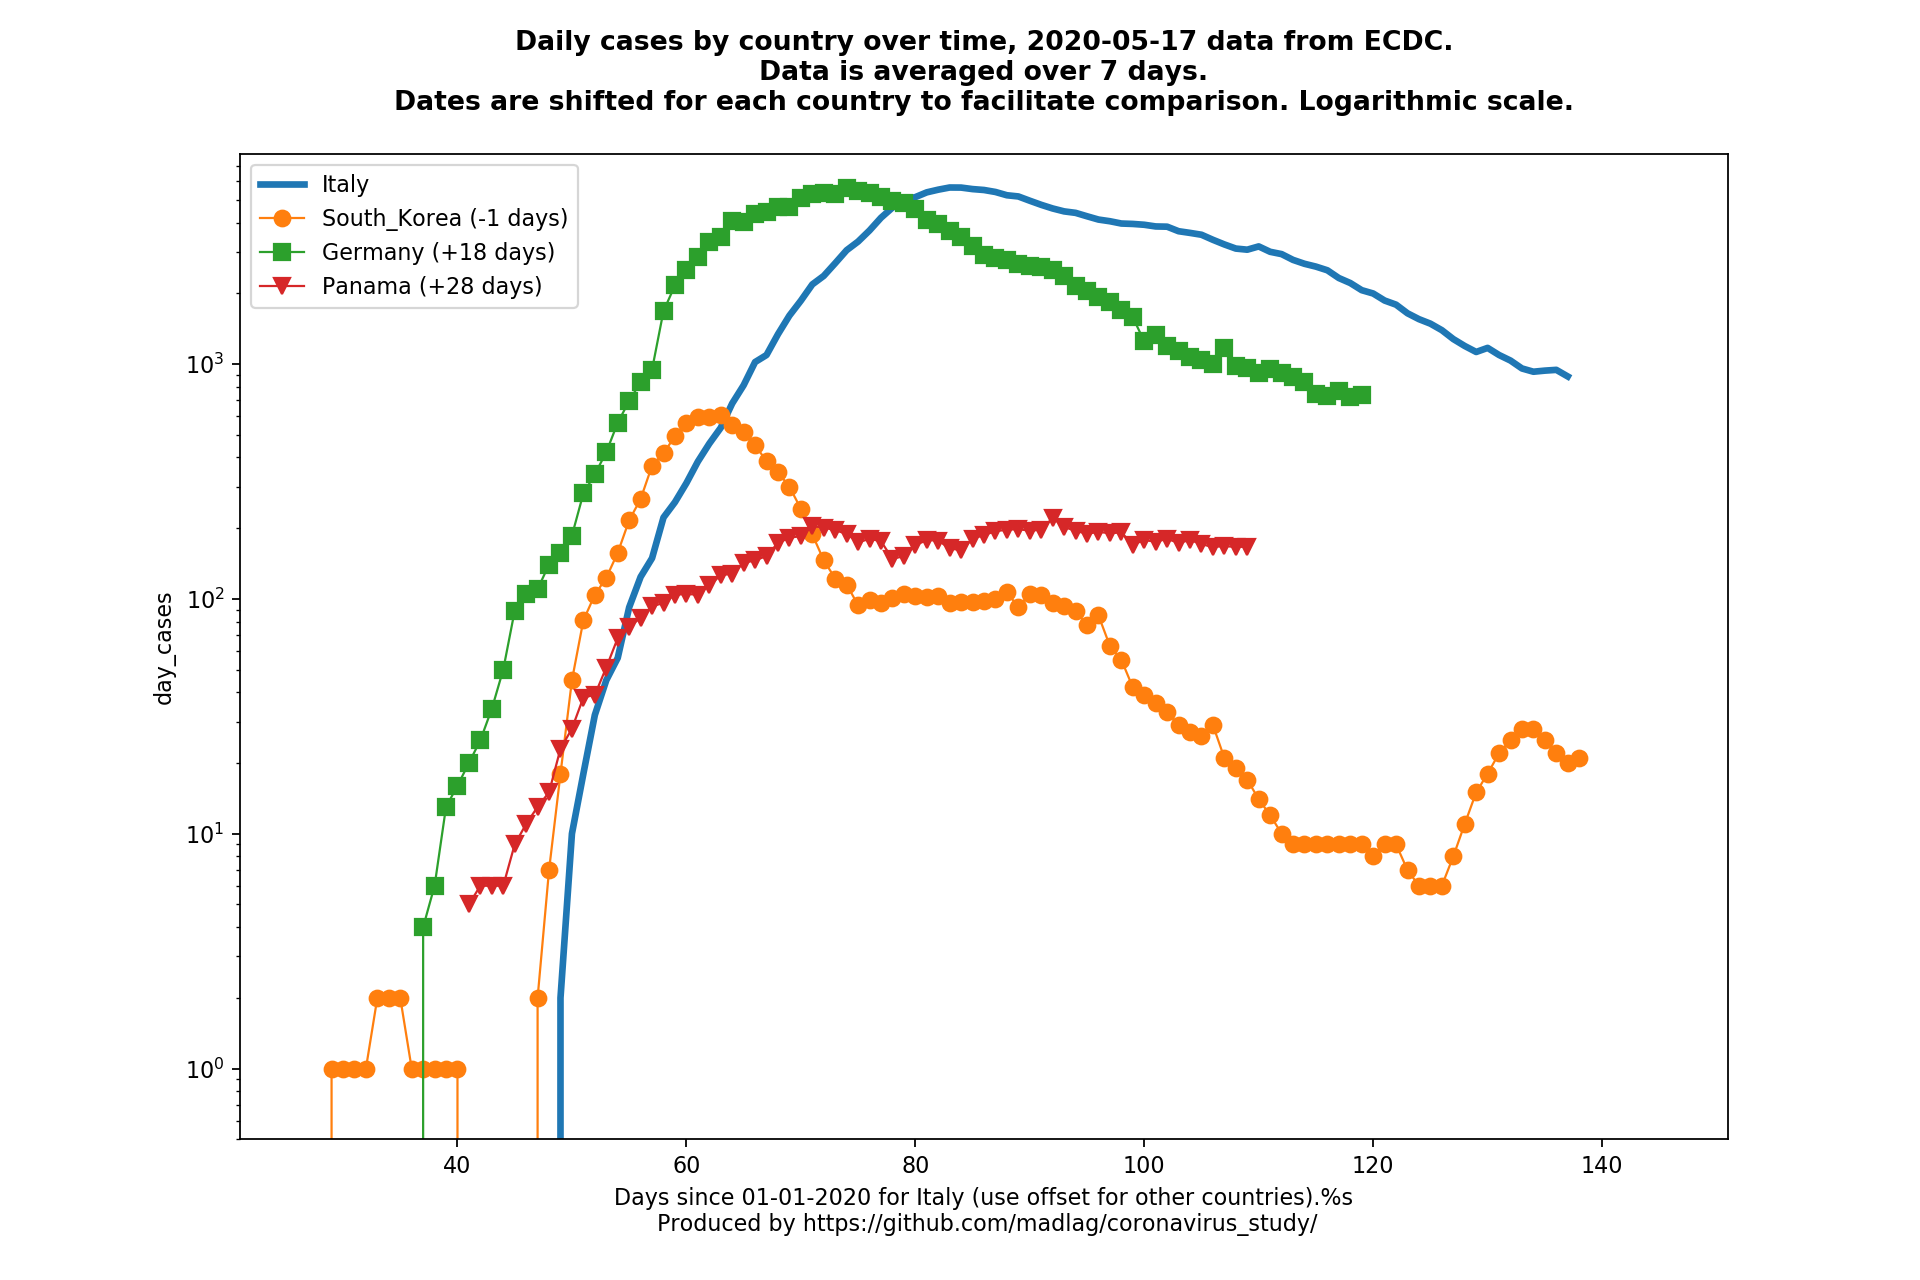 Daily cases by country over time, 2020-05-17 data from ECDC.
Data is averaged over 7 days.
Dates are shifted for each country to facilitate comparison. Logarithmic scale.
Italy
South_Korea (-1 days)
Germany (+18 days)
Panama (+28 days)
day_cases
10³
10²
10¹
10⁰
40 60 80 100 120 140
Days since 01-01-2020 for Italy (use offset for other countries).%s
Produced by https://github.com/madlag/coronavirus_study/